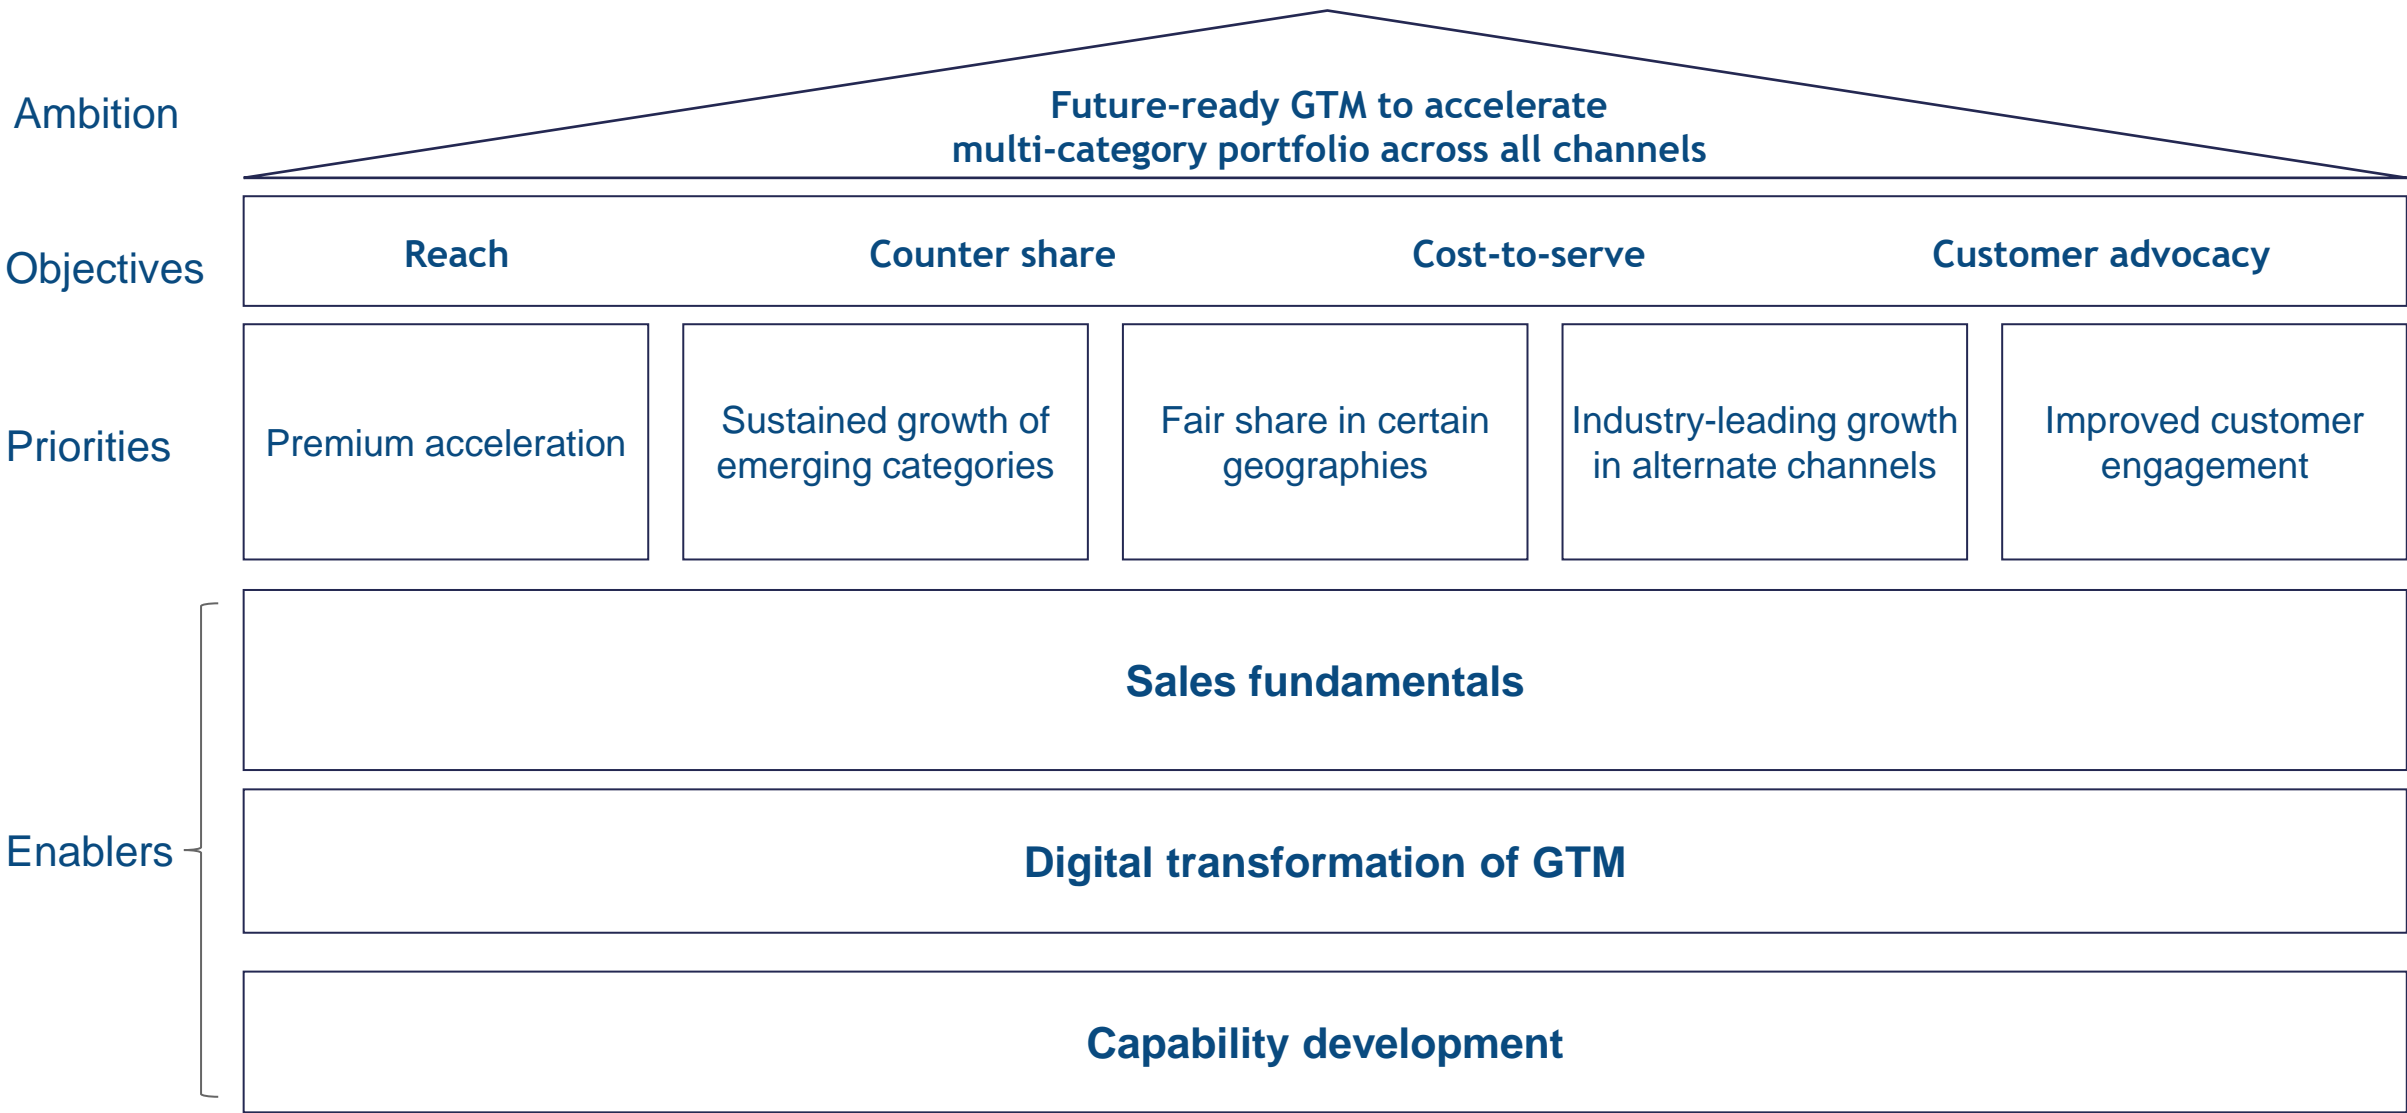 Ambition
Future-ready GTM to accelerate
multi-category portfolio across all channels
Objectives
Reach
Counter share
Cost-to-serve
Customer advocacy
Priorities
Premium acceleration
Sustained growth of
emerging categories
Fair share in certain
geographies
Industry-leading growth
in alternate channels
Improved customer
engagement
Enablers
Sales fundamentals
Digital transformation of GTM
Capability development